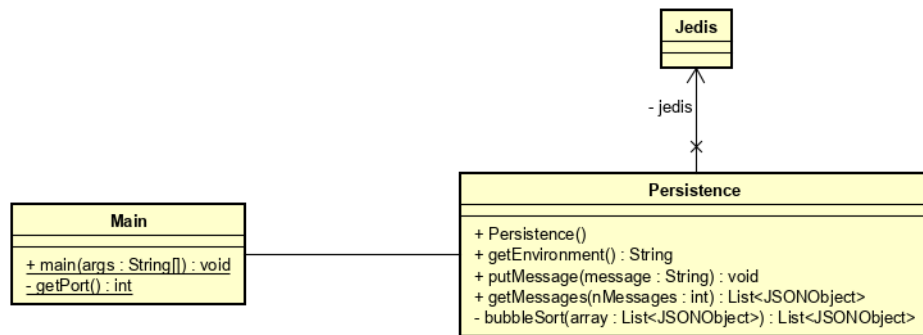 Jedis
- jedis
Persistence
+ Persistence()
+ getEnvironment() : String
+ putMessage(message : String) : void
+ getMessages(nMessages : int) : List<JSONObject>
- bubbleSort(array : List<JSONObject>) : List<JSONObject>
Main
+ main(args : String[]) : void
- getPort() : int